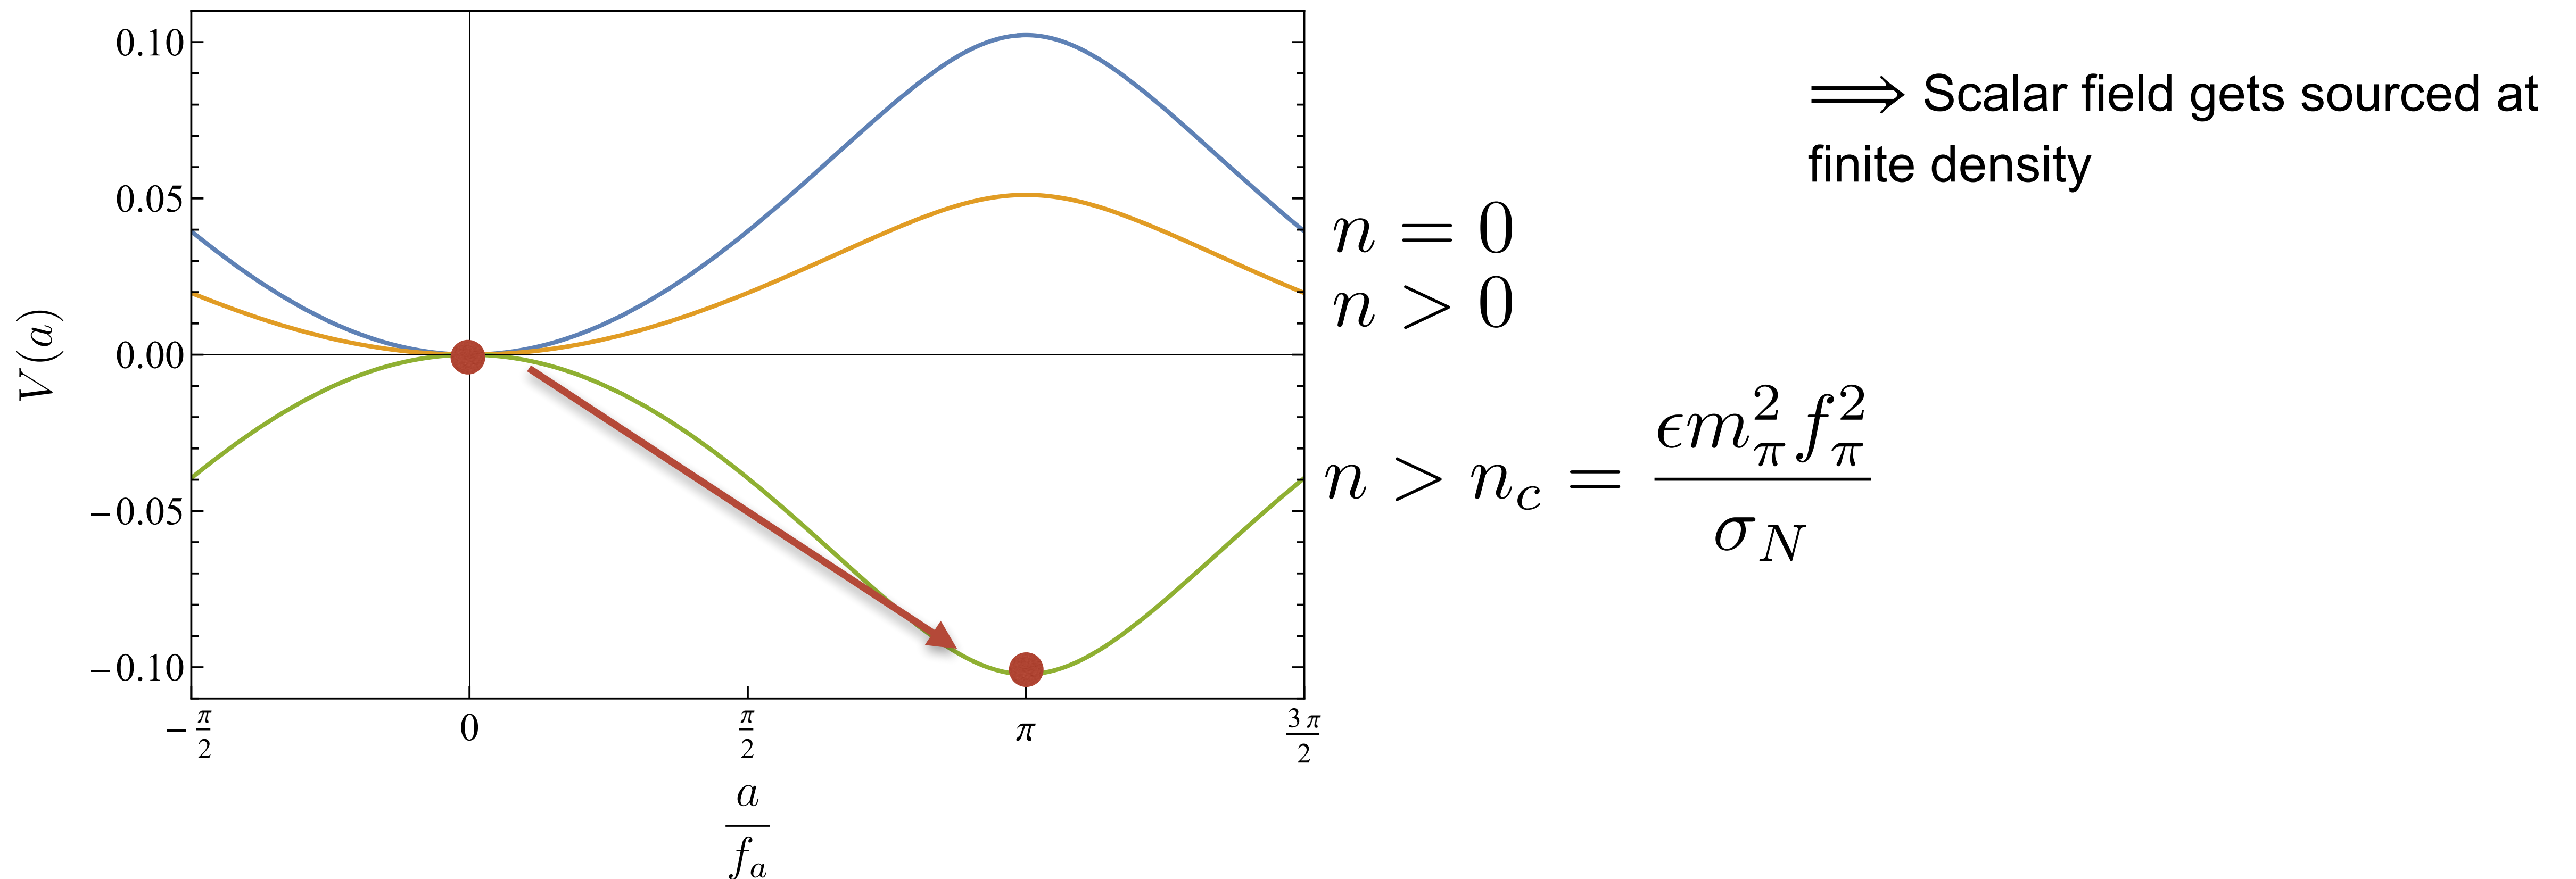 0.10
0.05
0.00
−0.05
−0.10
V(a)
−π/2
0
π/2
π
3π/2
a/f_a
⟹ Scalar field gets sourced at
finite density
n = 0
n > 0
n > n_c = ϵm_π^2 f_π^2 / σ_N